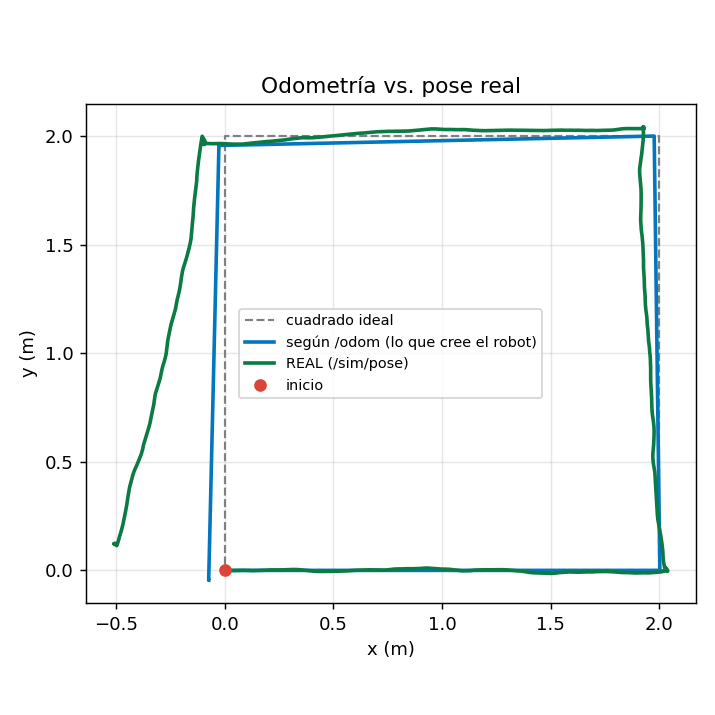 Odometría vs. pose real
2.0
1.5
1.0
0.5
0.0
y (m)
cuadrado ideal
según /odom (lo que cree el robot)
REAL (/sim/pose)
inicio
−0.5 0.0 0.5 1.0 1.5 2.0
x (m)